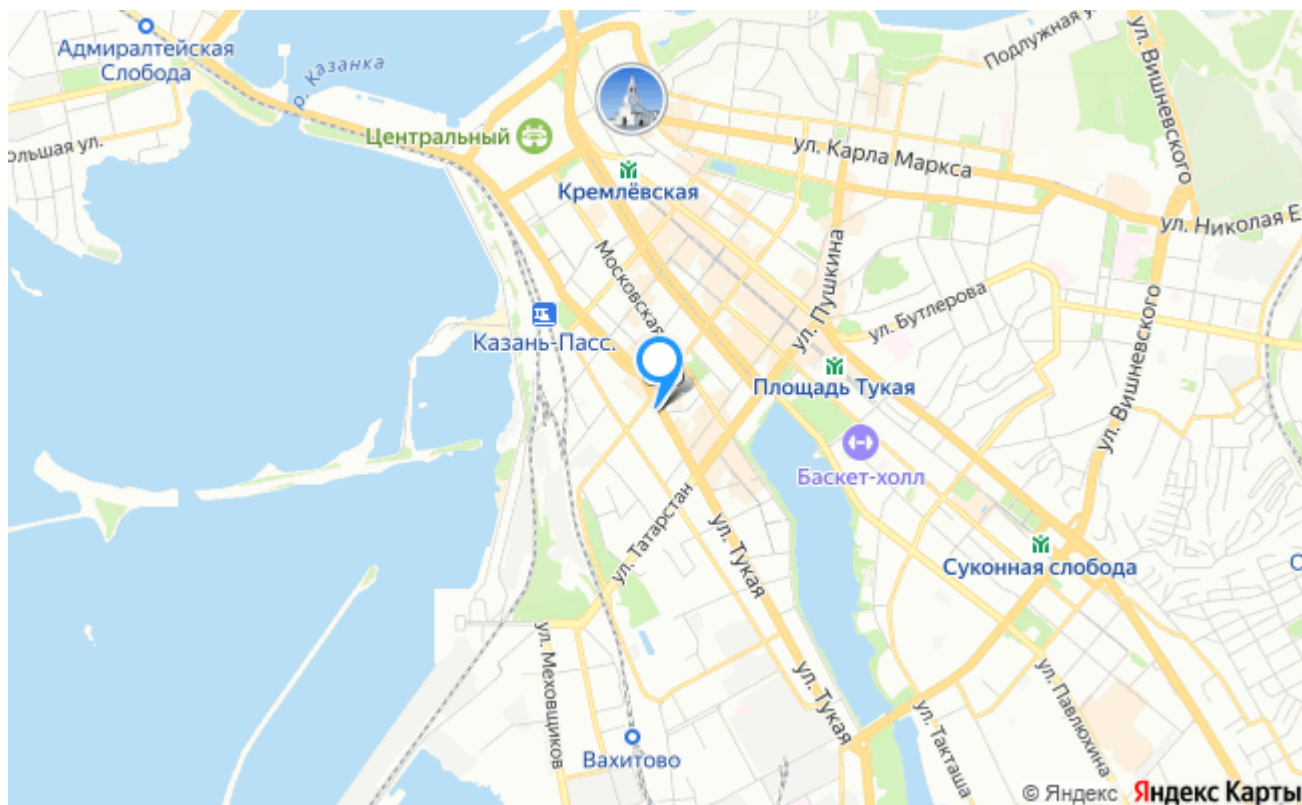 Адмиралтейская
Слобода
р. Казанка
Подлужная у
ул. Вишневского
Центральный
ольшая ул.
ул. Карла Маркса
Кремлёвская
ул. Николая Е
Московская
ул. Пушкина
ул. Бутлерова
Казань-Пасс.
Площадь Тукая
ул. Вишневского
Баскет-холл
ул. Татарстан
ул. Тукая
Суконная слобода
С
ул. Меховщиков
ул. Тукая
ул. Павлюхина
ул. Такташа
Вахитово
© Яндекс Яндекс Карты